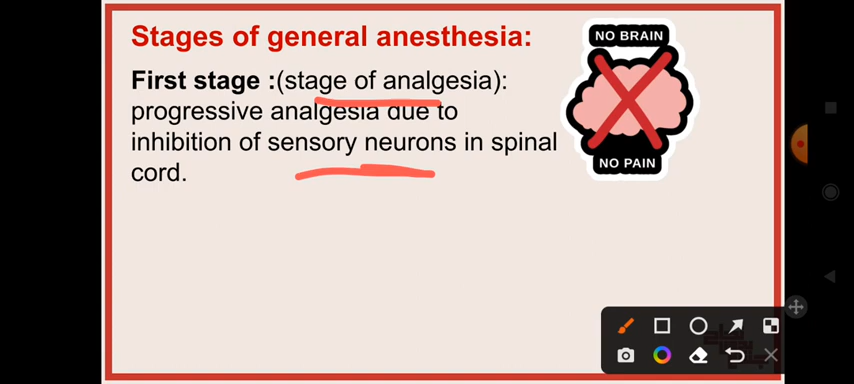 Stages of general anesthesia:
First stage :(stage of analgesia):
progressive analgesia due to
inhibition of sensory neurons in spinal
cord.
NO BRAIN
NO PAIN